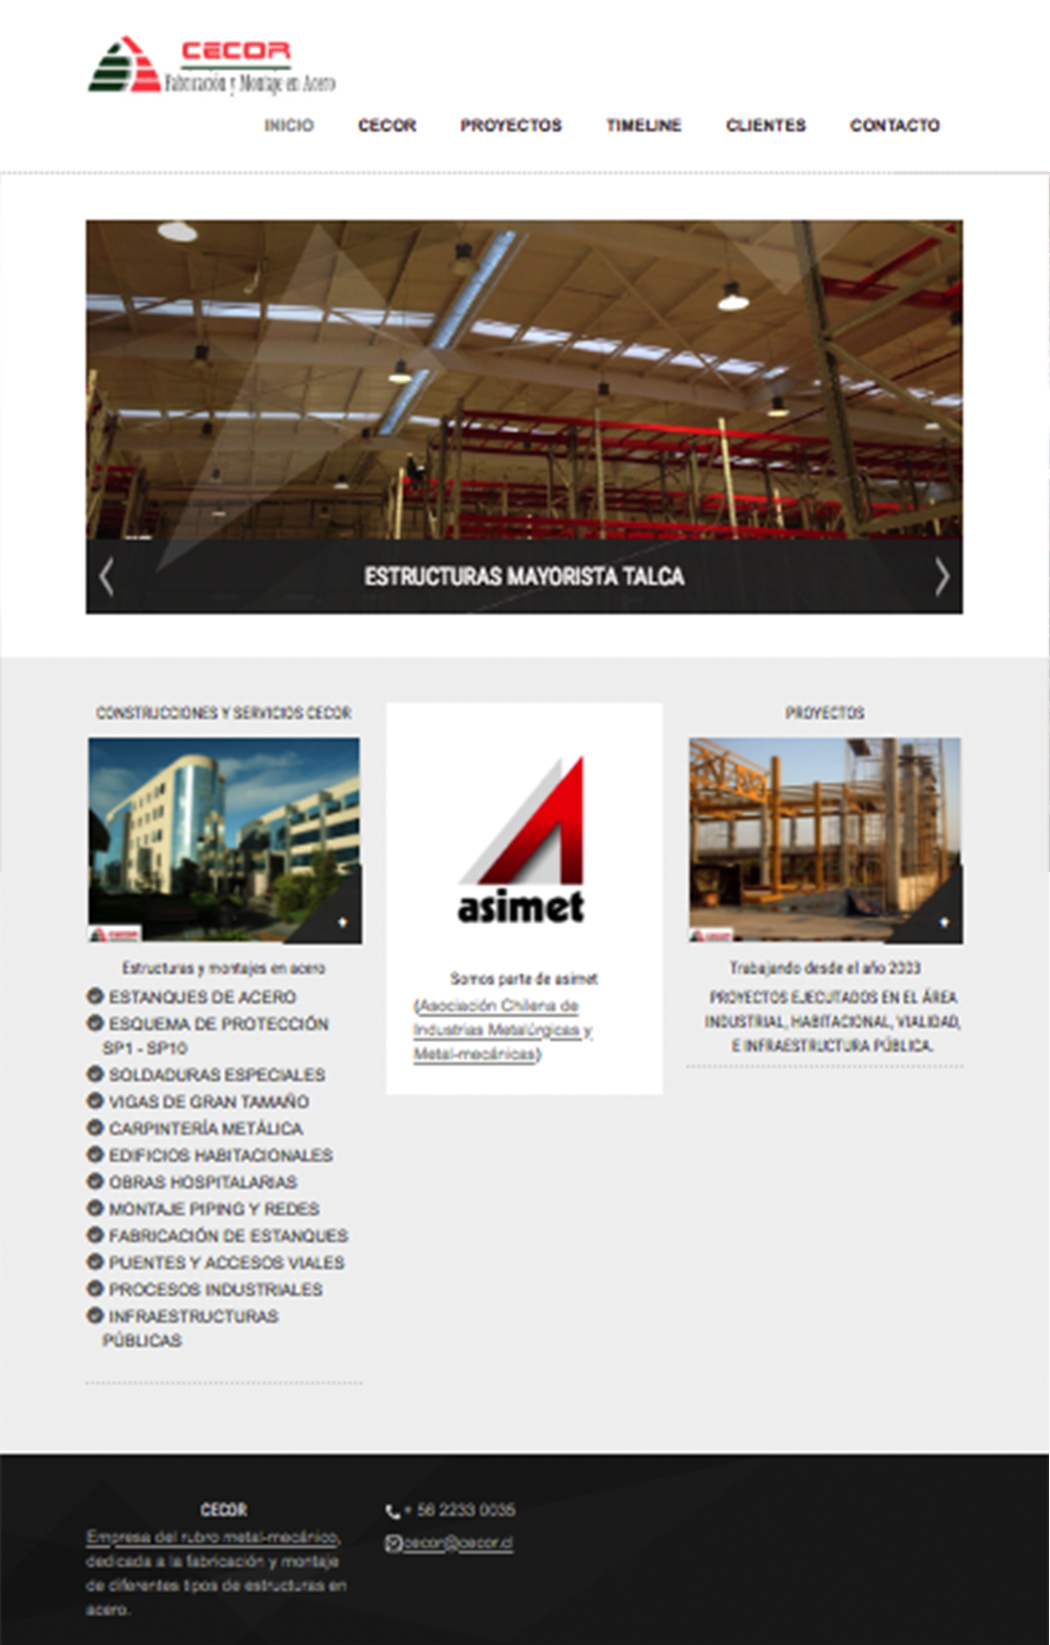 CECOR
Fabricación y Montaje en Acero
INICIO CECOR PROYECTOS TIMELINE CLIENTES CONTACTO
ESTRUCTURAS MAYORISTA TALCA
CONSTRUCCIONES Y SERVICIOS CECOR
CECOR
Estructuras y montajes en acero
ESTANQUES DE ACERO
ESQUEMA DE PROTECCIÓN
SP1 - SP10
SOLDADURAS ESPECIALES
VIGAS DE GRAN TAMAÑO
CARPINTERÍA METÁLICA
EDIFICIOS HABITACIONALES
OBRAS HOSPITALARIAS
MONTAJE PIPING Y REDES
FABRICACIÓN DE ESTANQUES
PUENTES Y ACCESOS VIALES
PROCESOS INDUSTRIALES
INFRAESTRUCTURAS
PÚBLICAS
asimet
Somos parte de asimet
(Asociación Chilena de
Industrias Metalúrgicas y
Metal-mecánicas)
PROYECTOS
CECOR
Trabajando desde el año 2003
PROYECTOS EJECUTADOS EN EL ÁREA
INDUSTRIAL, HABITACIONAL, VIALIDAD,
E INFRAESTRUCTURA PÚBLICA.
CECOR
Empresa del rubro metal-mecánico,
dedicada a la fabricación y montaje
de diferentes tipos de estructuras en
acero.
+ 56 2233 0035
cecor@cecor.cl